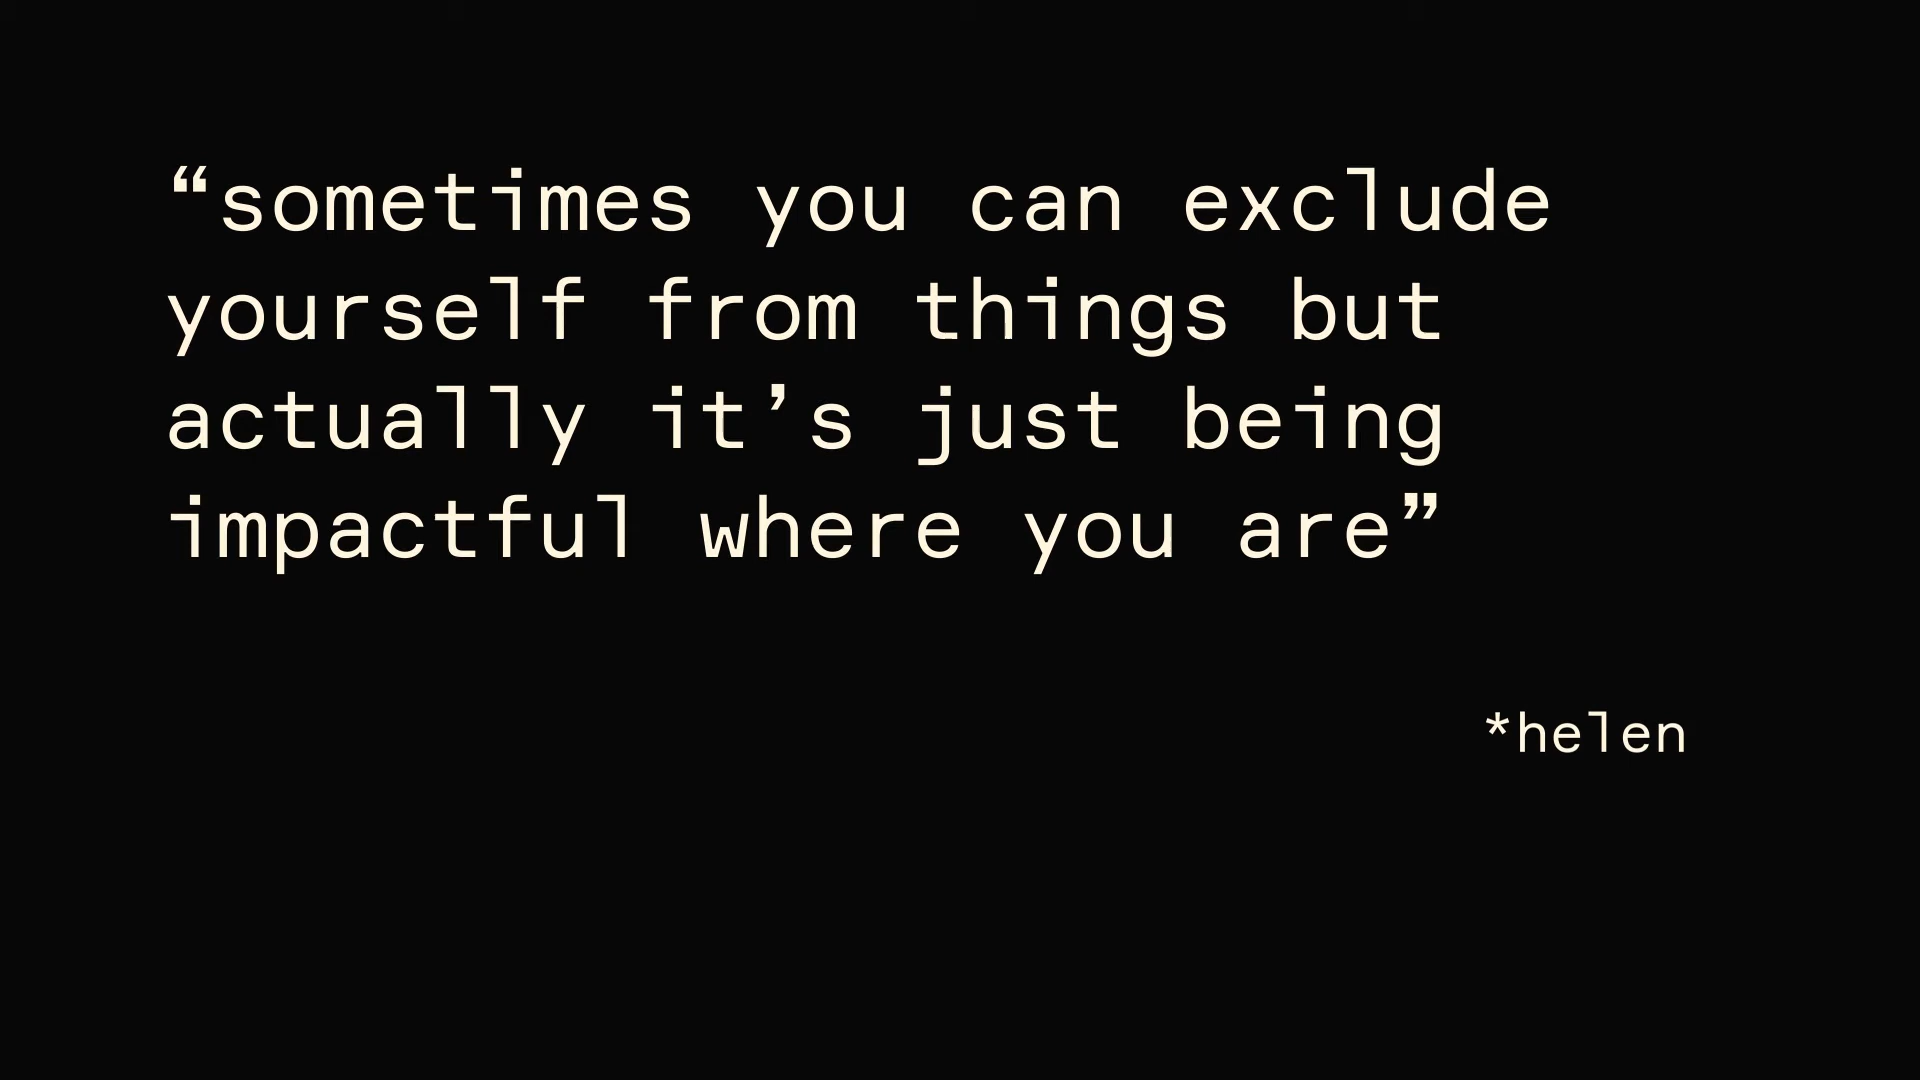 “sometimes you can exclude
yourself from things but
actually it’s just being
impactful where you are”
*helen